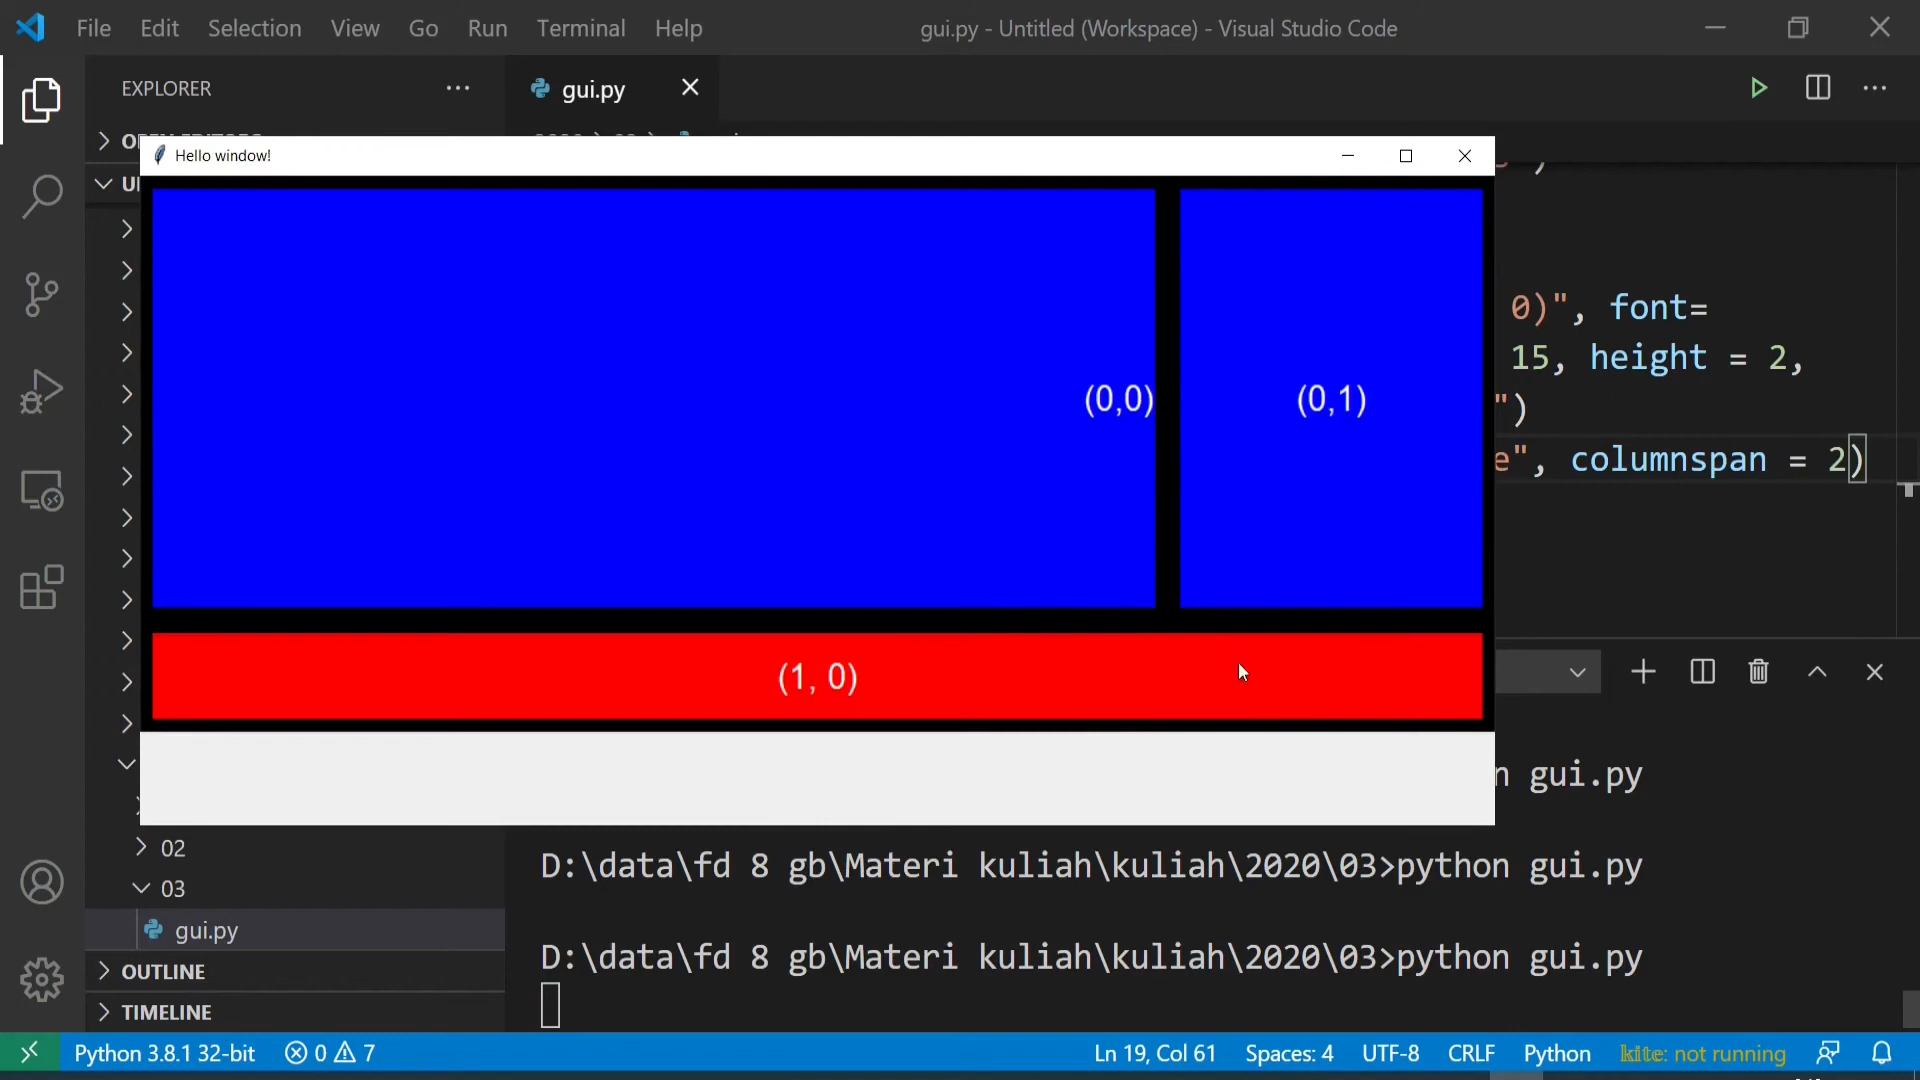 File Edit Selection View Go Run Terminal Help
gui.py - Untitled (Workspace) - Visual Studio Code
EXPLORER
gui.py
Hello window!
(0,0)
(0,1)
(1, 0)
0)", font=
15, height = 2,
")
e", columnspan = 2)
n gui.py
D:\data\fd 8 gb\Materi kuliah\kuliah\2020\03>python gui.py
D:\data\fd 8 gb\Materi kuliah\kuliah\2020\03>python gui.py
02
03
gui.py
OUTLINE
TIMELINE
Python 3.8.1 32-bit 0 7
Ln 19, Col 61 Spaces: 4 UTF-8 CRLF Python kite: not running